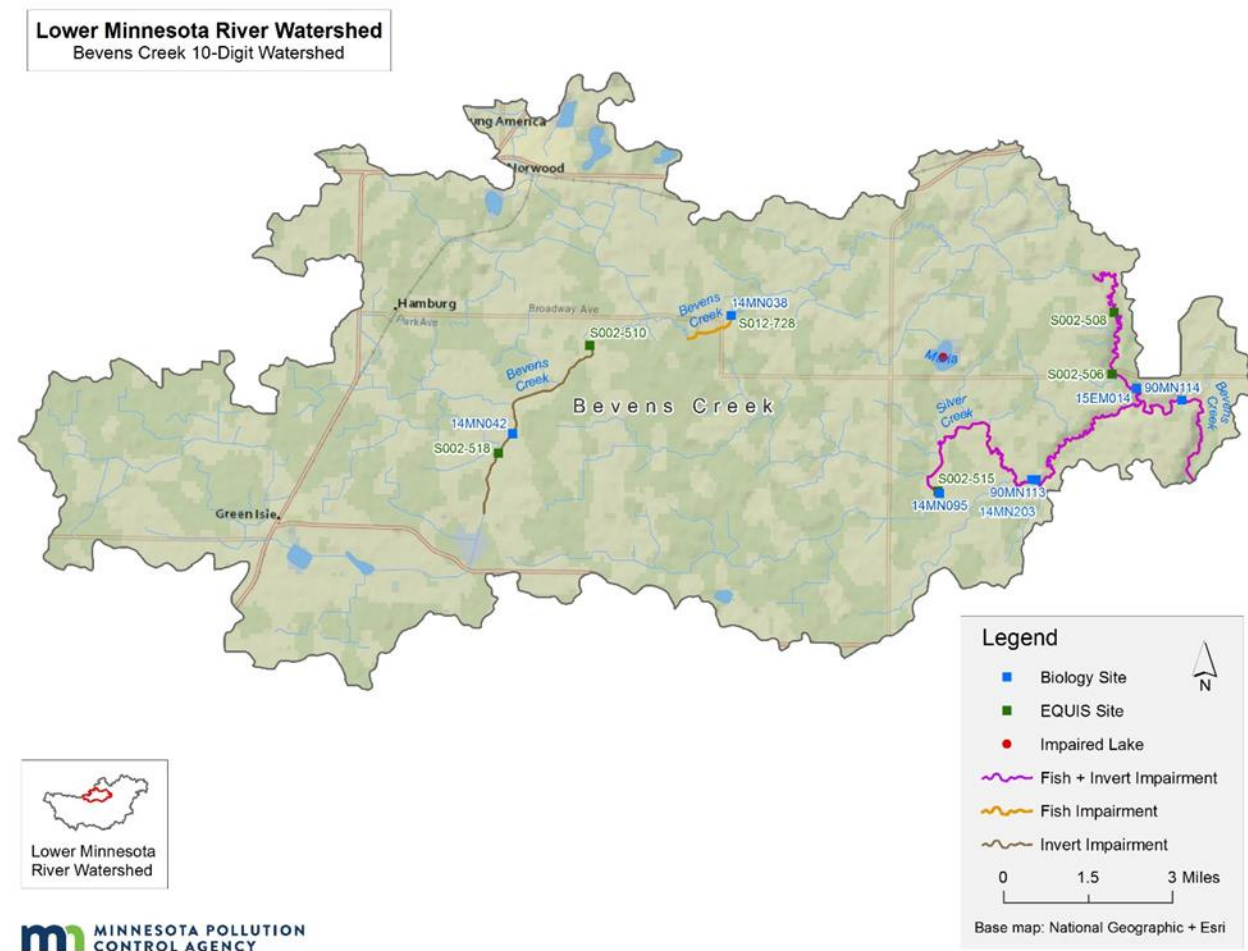 Lower Minnesota River Watershed
Bevens Creek 10-Digit Watershed
ung America
Norwood
Hamburg
ParkAve
Broadway Ave
Bevens
Creek
14MN038
S012-728
S002-510
Bevens
Creek
14MN042
S002-518
Bevens Creek
Green Isle
S002-508
S002-506
90MN114
15EM014
Bevens
Creek
Silver
Creek
S002-515
14MN095
90MN113
14MN203
Legend
N
Biology Site
EQUIS Site
Impaired Lake
Fish + Invert Impairment
Fish Impairment
Invert Impairment
0 1.5 3 Miles
Base map: National Geographic + Esri
Lower Minnesota
River Watershed
MINNESOTA POLLUTION
CONTROL AGENCY